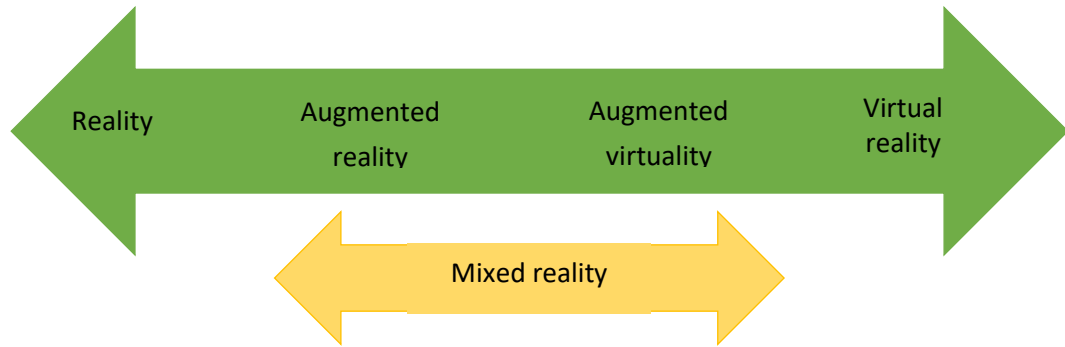 Reality
Augmented
reality
Augmented
virtuality
Virtual
reality
Mixed reality